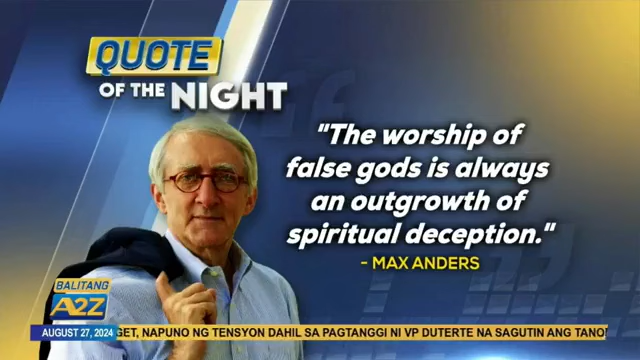 QUOTE
OF THE NIGHT
"The worship of
false gods is always
an outgrowth of
spiritual deception."
- MAX ANDERS
BALITANG
A2Z
AUGUST 27, 2024
GET, NAPUNO NG TENSYON DAHIL SA PAGTANGGI NI VP DUTERTE NA SAGUTIN ANG